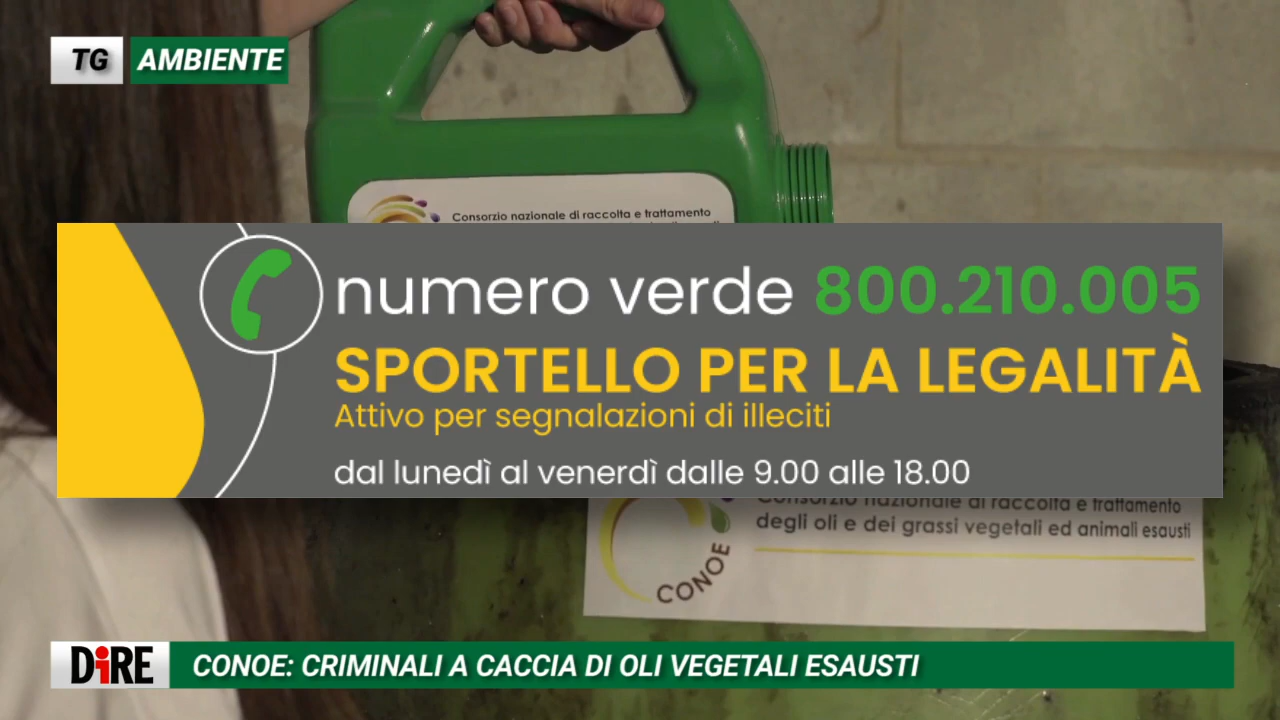 TG AMBIENTE
Consorzio nazionale di raccolta e trattamento
numero verde 800.210.005
SPORTELLO PER LA LEGALITÀ
Attivo per segnalazioni di illeciti
dal lunedì al venerdì dalle 9.00 alle 18.00
Consorzio nazionale di raccolta e trattamento
degli oli e dei grassi vegetali ed animali esausti
CONOE
DiRE CONOE: CRIMINALI A CACCIA DI OLI VEGETALI ESAUSTI